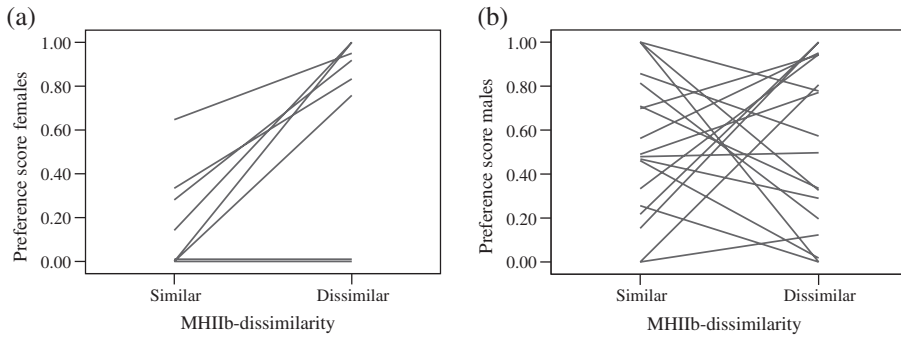 (a)
Preference score females
1.00
0.80
0.60
0.40
0.20
0.00
Similar Dissimilar
MHIIb-dissimilarity
(b)
Preference score males
1.00
0.80
0.60
0.40
0.20
0.00
Similar Dissimilar
MHIIb-dissimilarity